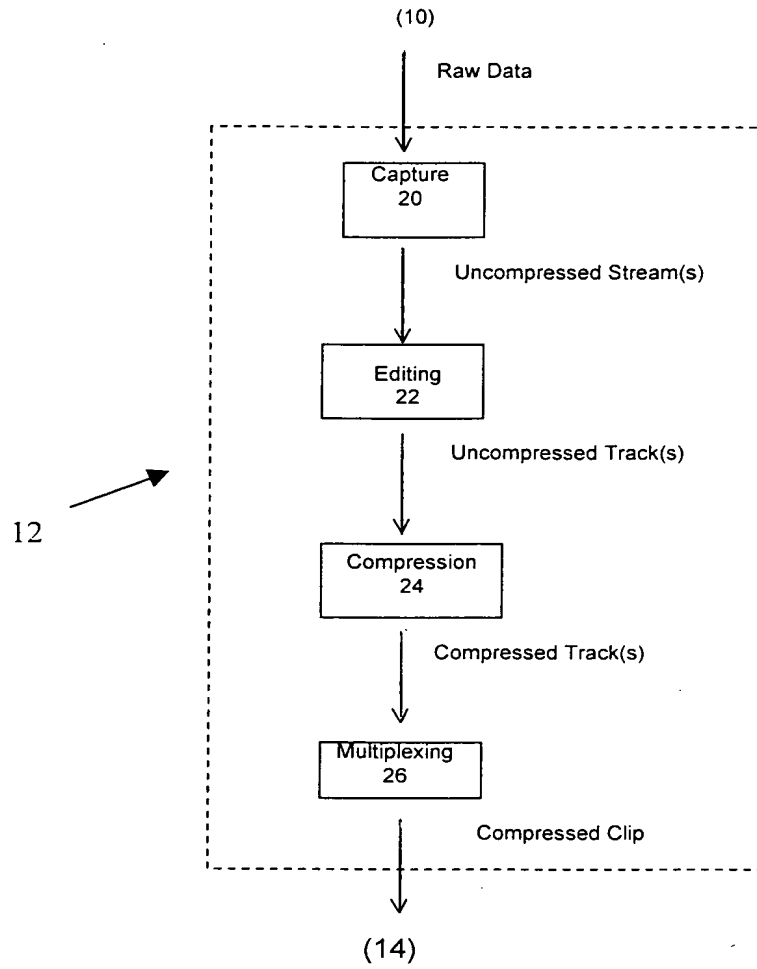 (10)
Raw Data
Capture
20
Uncompressed Stream(s)
Editing
22
Uncompressed Track(s)
12
Compression
24
Compressed Track(s)
Multiplexing
26
Compressed Clip
(14)